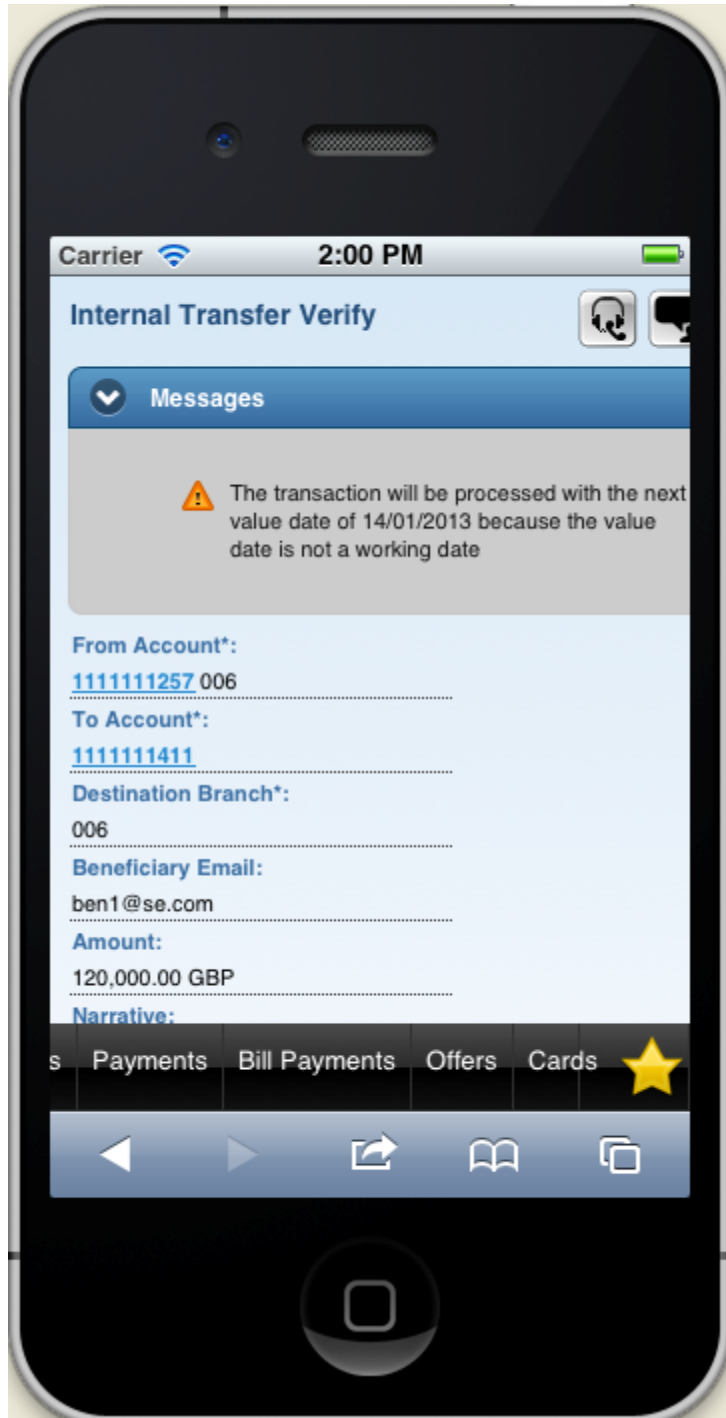 Carrier 2:00 PM
Internal Transfer Verify
Messages
The transaction will be processed with the next
value date of 14/01/2013 because the value
date is not a working date
From Account*:
1111111257 006
To Account*:
1111111411
Destination Branch*:
006
Beneficiary Email:
ben1@se.com
Amount:
120,000.00 GBP
Narrative:
s Payments Bill Payments Offers Cards